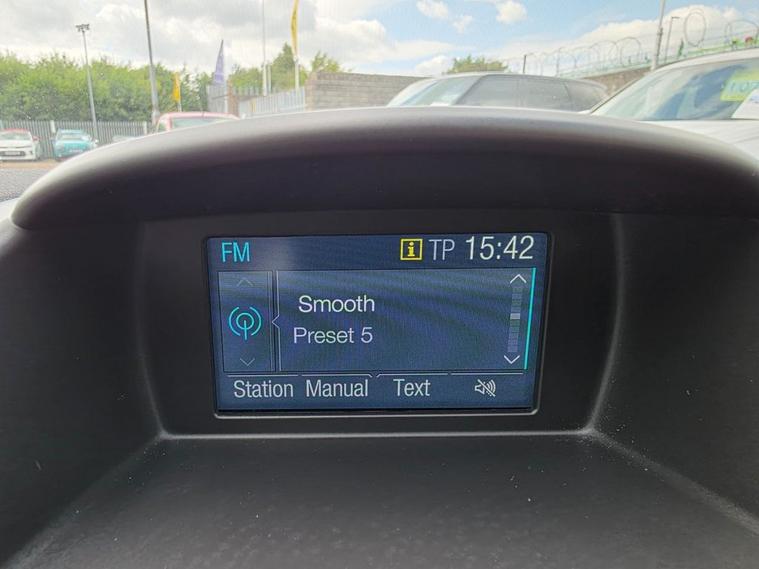 FM i TP 15:42
Smooth
Preset 5
Station Manual Text